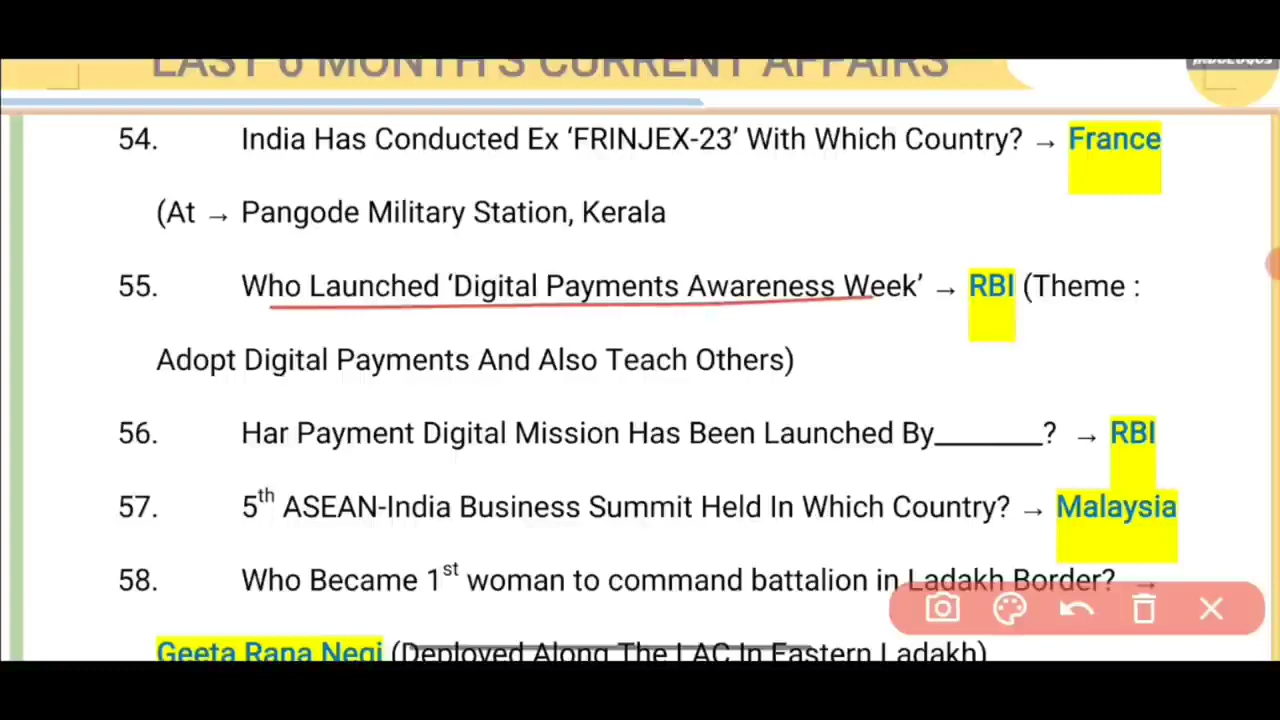 LAST 6 MONTH'S CURRENT AFFAIRS
54. India Has Conducted Ex ‘FRINJEX-23’ With Which Country? → France
(At → Pangode Military Station, Kerala
55. Who Launched ‘Digital Payments Awareness Week’ → RBI (Theme :
Adopt Digital Payments And Also Teach Others)
56. Har Payment Digital Mission Has Been Launched By_______? → RBI
57. 5th ASEAN-India Business Summit Held In Which Country? → Malaysia
58. Who Became 1st woman to command battalion in Ladakh Border? →
Geeta Rana Negi (Deployed Along The LAC In Eastern Ladakh)